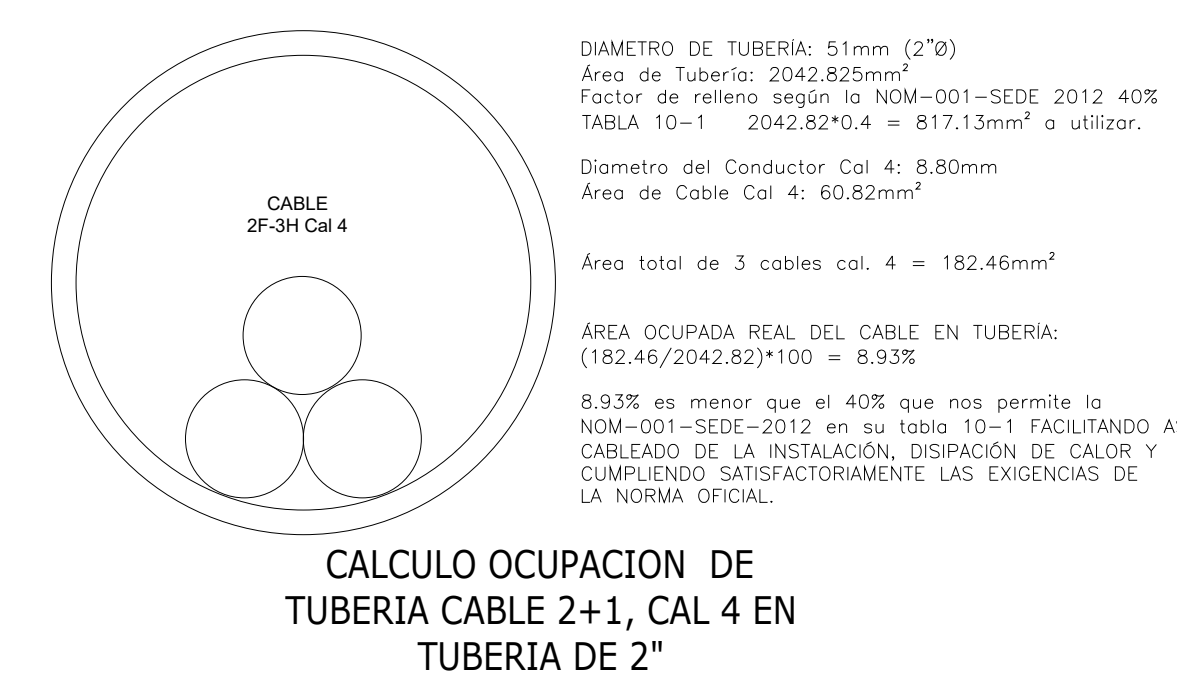 DIAMETRO DE TUBERÍA: 51mm (2"Ø)
Área de Tubería: 2042.825mm²
Factor de relleno según la NOM-001-SEDE 2012 40%
TABLA 10-1 2042.82*0.4 = 817.13mm² a utilizar.
Diametro del Conductor Cal 4: 8.80mm
Área de Cable Cal 4: 60.82mm²
CABLE
2F-3H Cal 4
Área total de 3 cables cal. 4 = 182.46mm²
ÁREA OCUPADA REAL DEL CABLE EN TUBERÍA:
(182.46/2042.82)*100 = 8.93%
8.93% es menor que el 40% que nos permite la
NOM-001-SEDE-2012 en su tabla 10-1 FACILITANDO
CABLEADO DE LA INSTALACIÓN, DISIPACIÓN DE CALOR Y
CUMPLIENDO SATISFACTORIAMENTE LAS EXIGENCIAS DE
LA NORMA OFICIAL.
CALCULO OCUPACION DE
TUBERIA CABLE 2+1, CAL 4 EN
TUBERIA DE 2"